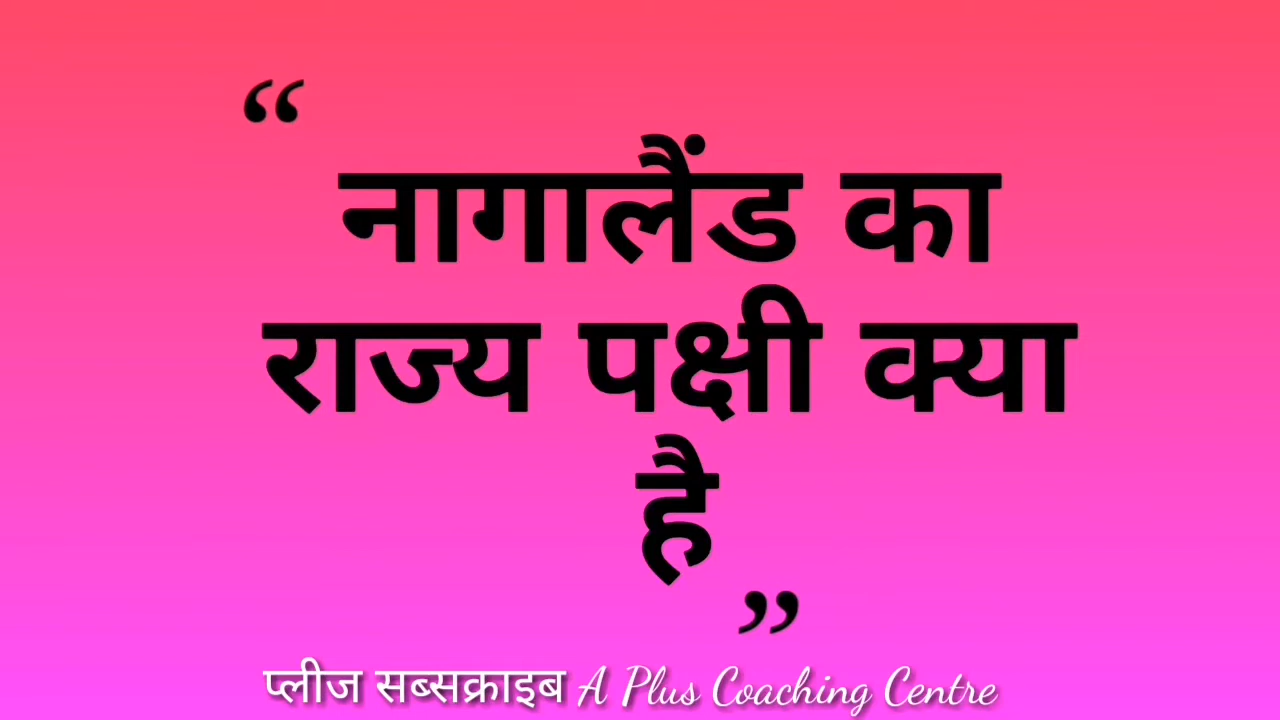 “
नागालैंड का
राज्य पक्षी क्या
है
”
प्लीज सब्सक्राइब A Plus Coaching Centre